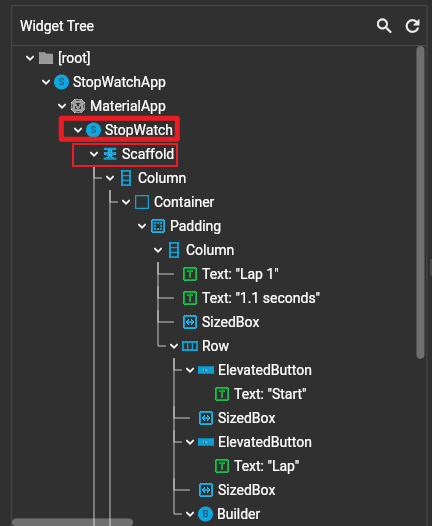 Widget Tree
[root]
StopWatchApp
MaterialApp
StopWatch
Scaffold
Column
Container
Padding
Column
Text: "Lap 1"
Text: "1.1 seconds"
SizedBox
Row
ElevatedButton
Text: "Start"
SizedBox
ElevatedButton
Text: "Lap"
SizedBox
Builder